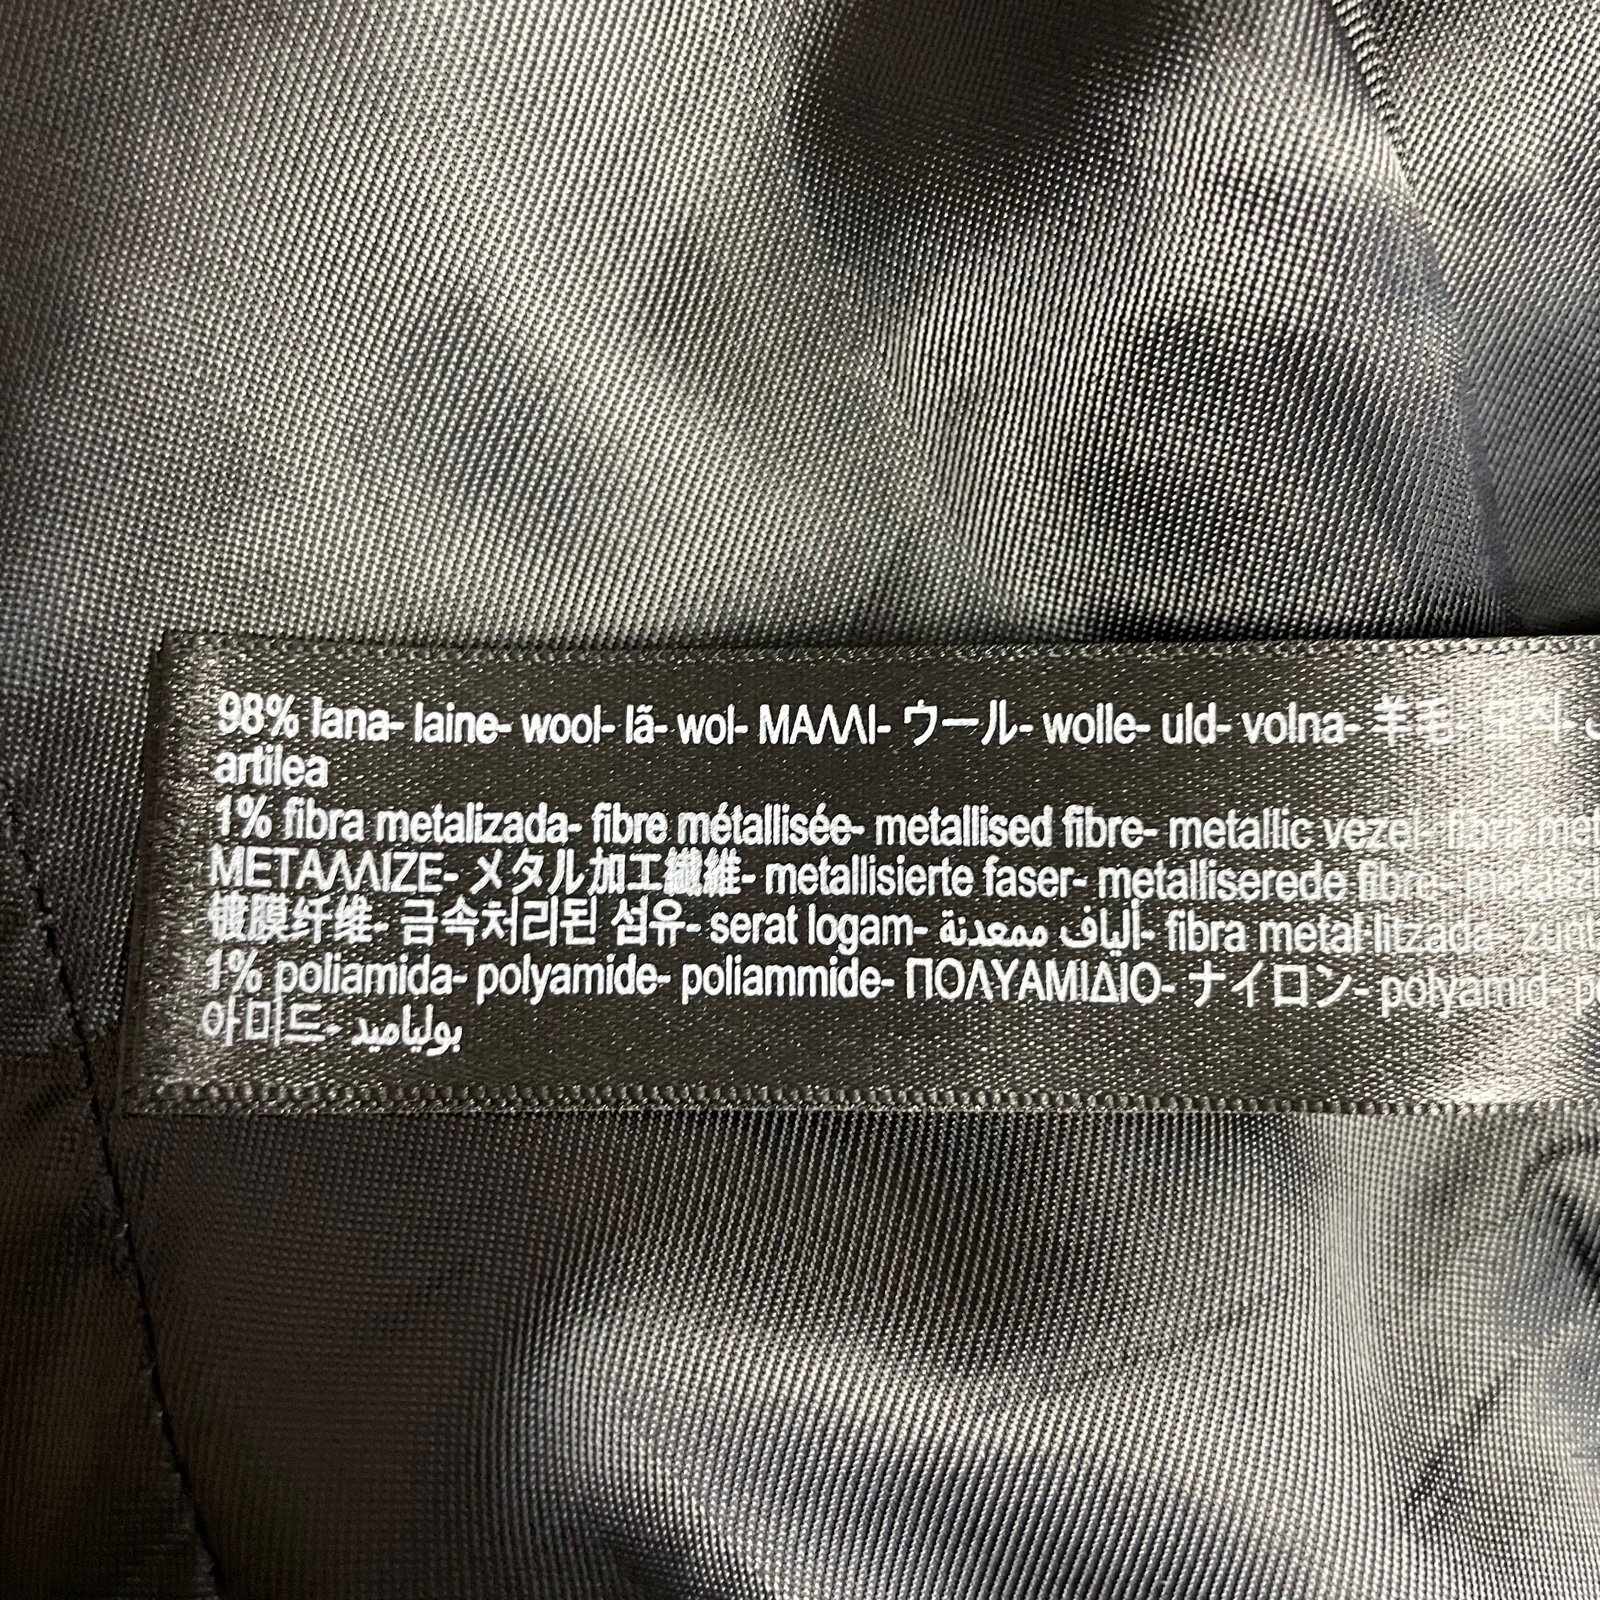 98% lana- laine- wool- lã- wol- ΜΑΛΛΙ- ウール- wolle- uld- volna- 羊毛-
artilea
1% fibra metalizada- fibre métallisée- metallised fibre- metallic vezel- fibra
METAΛΛIZE- メタル加工繊維- metallisierte faser- metalliserede fibre-
镀膜纤维- 금속처리된 섬유- serat logam- ألياف ممعدنة- fibra metal litzada-
1% poliamida- polyamide- poliammide- ΠΟΛΥΑΜΙΔΙΟ- ナイロン- polyamid-
아미드- بولياميد